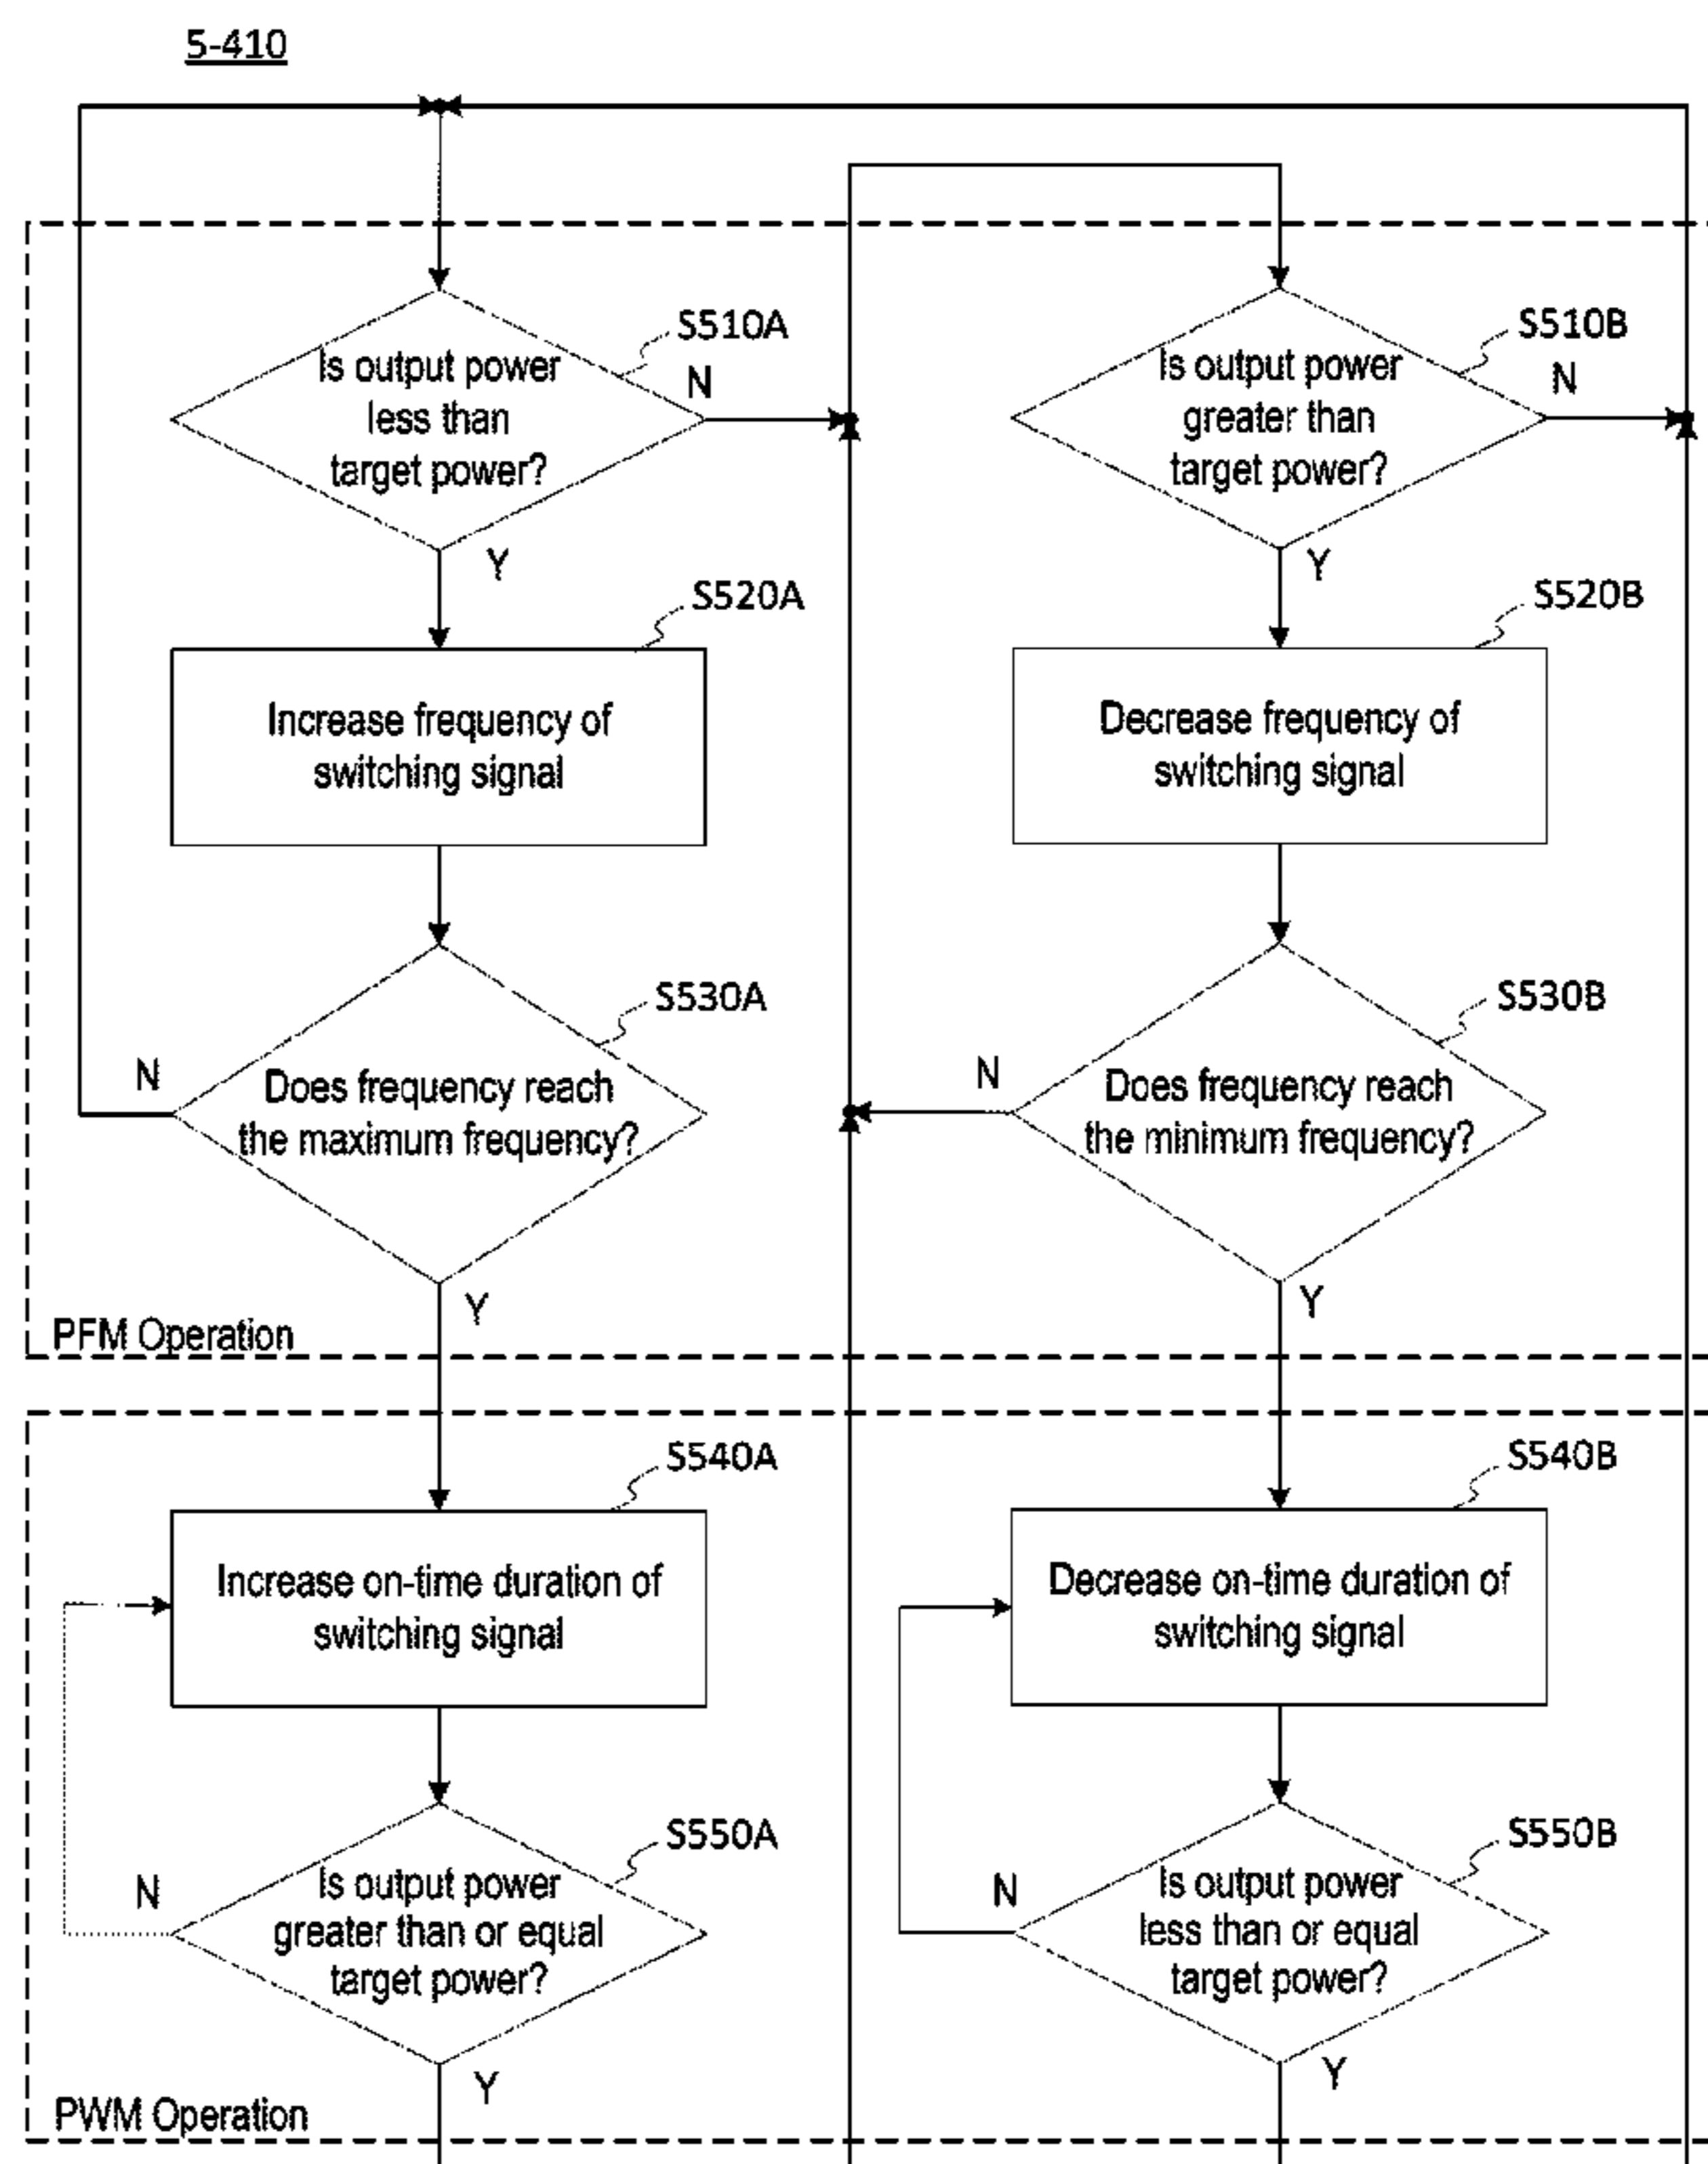 5-410
S510A
Is output power
less than
target power?
N
Y
S520A
Increase frequency of
switching signal
S530A
Does frequency reach
the maximum frequency?
N
Y
S510B
Is output power
greater than
target power?
N
Y
S520B
Decrease frequency of
switching signal
S530B
Does frequency reach
the minimum frequency?
N
Y
PFM Operation
S540A
Increase on-time duration of
switching signal
S550A
Is output power
greater than or equal
target power?
N
Y
S540B
Decrease on-time duration of
switching signal
S550B
Is output power
less than or equal
target power?
N
Y
PWM Operation